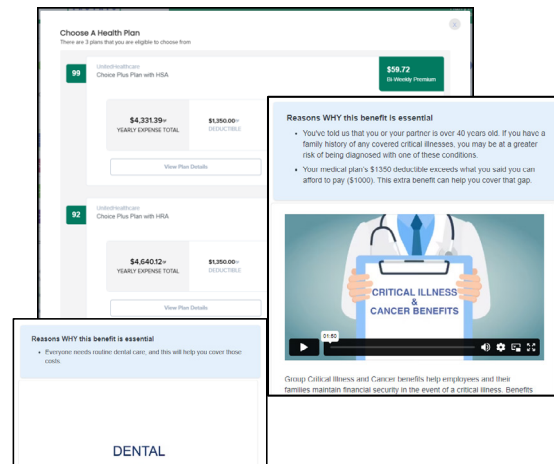 Choose A Health Plan
There are 3 plans that you are eligible to choose from
99
UnitedHealthcare
Choice Plus Plan with HSA
$59.72
Bi-Weekly Premium
$4,331.39
YEARLY EXPENSE TOTAL
$1,350.00
DEDUCTIBLE
View Plan Details
92
UnitedHealthcare
Choice Plus Plan with HRA
$4,640.12
YEARLY EXPENSE TOTAL
$1,350.00
DEDUCTIBLE
View Plan Details
Reasons WHY this benefit is essential
• You've told us that you or your partner is over 40 years old. If you have a
family history of any covered critical illnesses, you may be at a greater
risk of being diagnosed with one of these conditions.
• Your medical plan's $1350 deductible exceeds what you said you can
afford to pay ($1000). This extra benefit can help you cover that gap.
CRITICAL ILLNESS
&
CANCER BENEFITS
01:50
Group Critical Illness and Cancer benefits help employees and their
families maintain financial security in the event of a critical illness. Benefits
Reasons WHY this benefit is essential
• Everyone needs routine dental care, and this will help you cover those
costs.
DENTAL